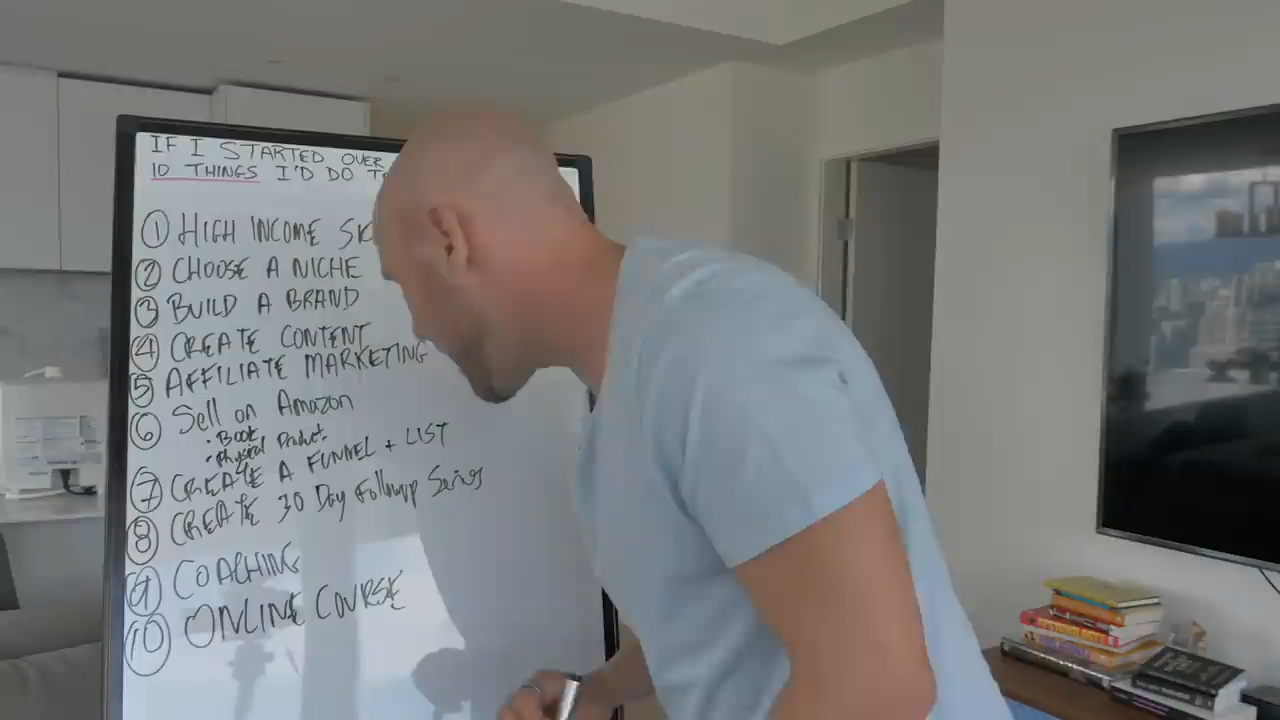 IF I STARTED OVER
10 THINGS I'D DO
① HIGH INCOME
② CHOOSE A NICHE
③ BUILD A BRAND
④ CREATE CONTENT
⑤ AFFILIATE MARKETING
⑥ Sell on Amazon
• Book
• Physical Product
⑦ CREATE A FUNNEL + LIST
⑧ CREATE 30 Day Followup Series
⑨ COACHING
⑩ ONLINE COURSE